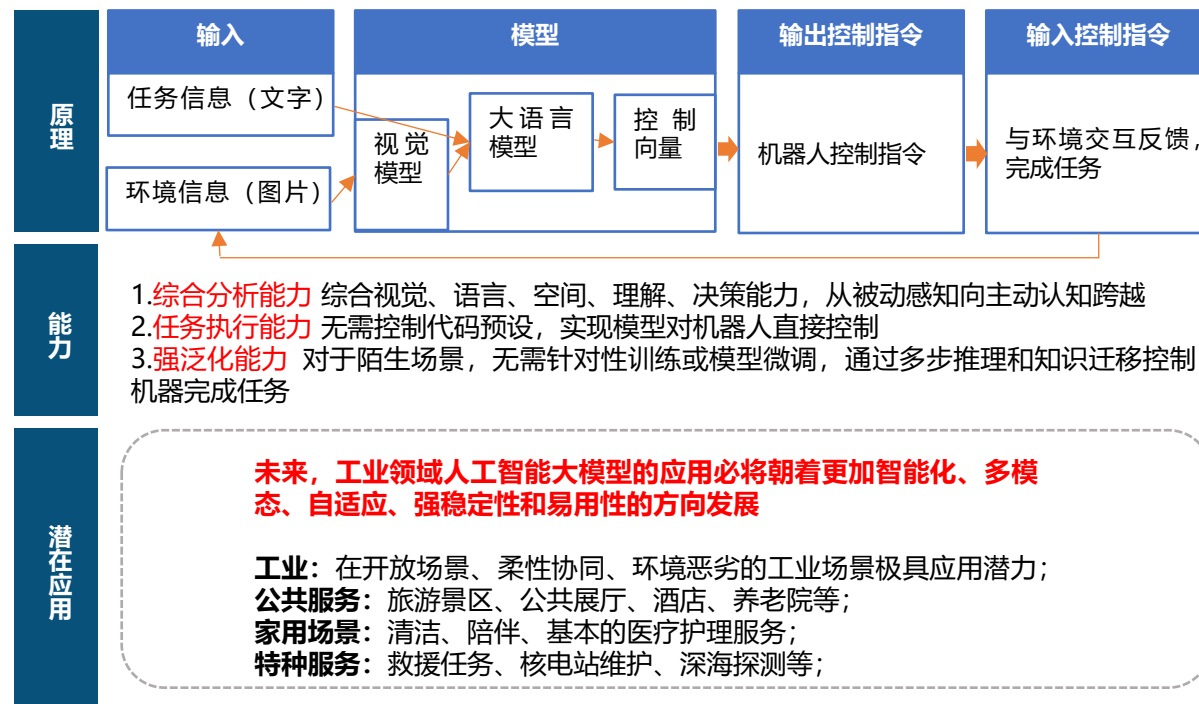 原理
输入
模型
输出控制指令
输入控制指令
任务信息（文字）
环境信息（图片）
视觉
模型
大语言
模型
控制
向量
机器人控制指令
与环境交互反馈，
完成任务
能力
1.综合分析能力 综合视觉、语言、空间、理解、决策能力，从被动感知向主动认知跨越
2.任务执行能力 无需控制代码预设，实现模型对机器人直接控制
3.强泛化能力 对于陌生场景，无需针对性训练或模型微调，通过多步推理和知识迁移控制
机器完成任务
潜在应用
未来，工业领域人工智能大模型的应用必将朝着更加智能化、多模
态、自适应、强稳定性和易用性的方向发展
工业：在开放场景、柔性协同、环境恶劣的工业场景极具应用潜力；
公共服务：旅游景区、公共展厅、酒店、养老院等；
家用场景：清洁、陪伴、基本的医疗护理服务；
特种服务：救援任务、核电站维护、深海探测等；